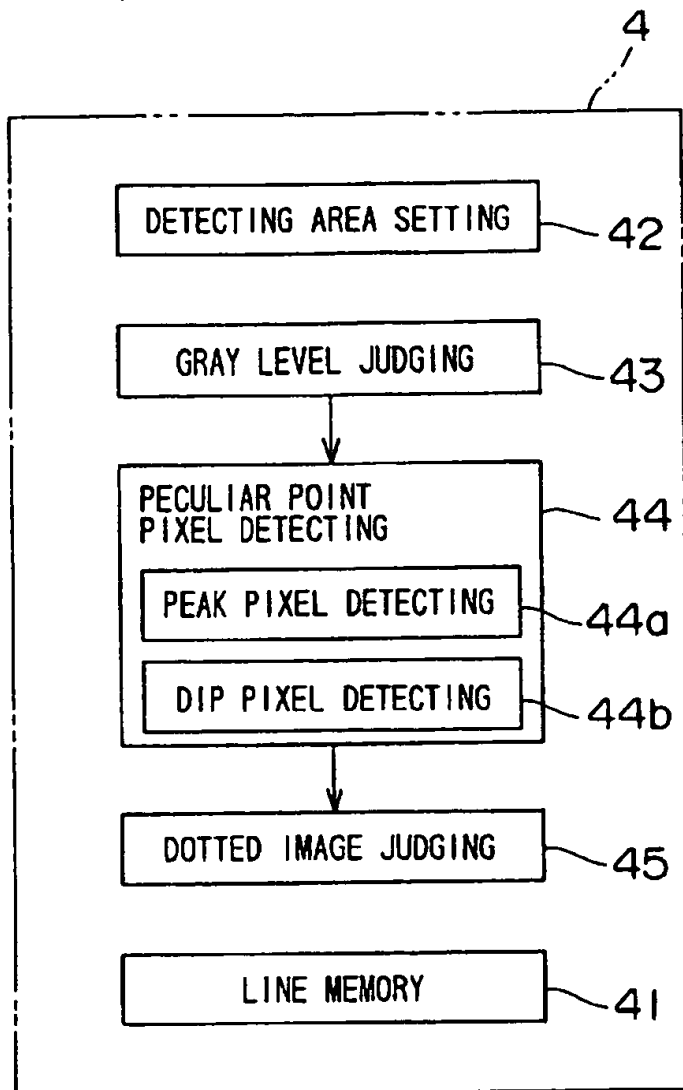 4
DETECTING AREA SETTING
42
GRAY LEVEL JUDGING
43
PECULIAR POINT
PIXEL DETECTING
44
PEAK PIXEL DETECTING
44a
DIP PIXEL DETECTING
44b
DOTTED IMAGE JUDGING
45
LINE MEMORY
41